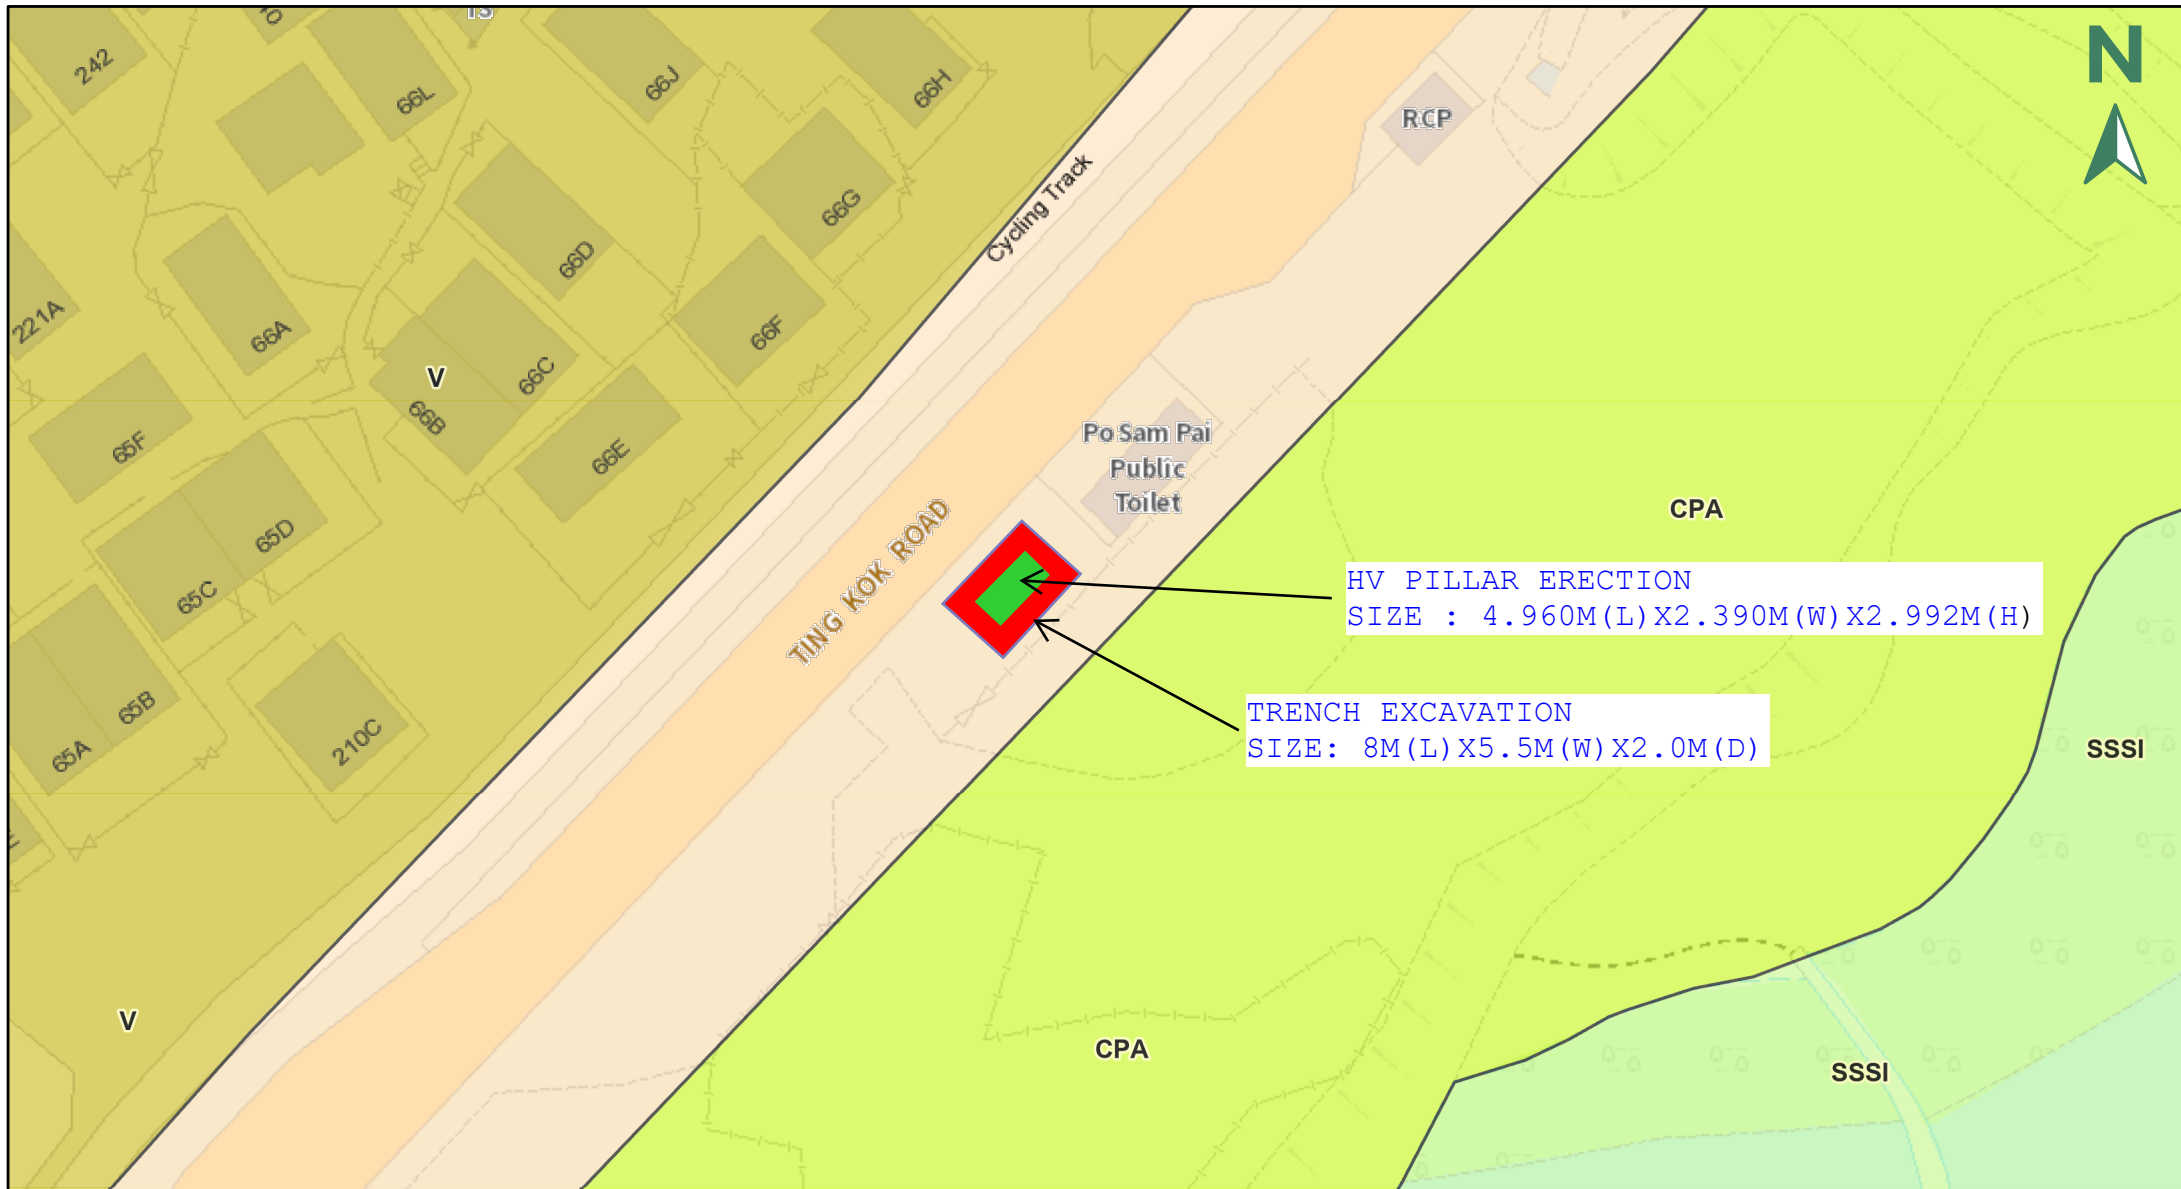 242
66L
66J
66H
N
RCP
Cycling Track
66G
66D
221A
66A
66F
V
66C
66B
65F
66E
Po Sam Pai
Public
Toilet
CPA
TING KOK ROAD
65D
65C
HV PILLAR ERECTION
SIZE : 4.960M(L)X2.390M(W)X2.992M(H)
TRENCH EXCAVATION
SIZE: 8M(L)X5.5M(W)X2.0M(D)
65B
210C
65A
SSSI
V
CPA
SSSI